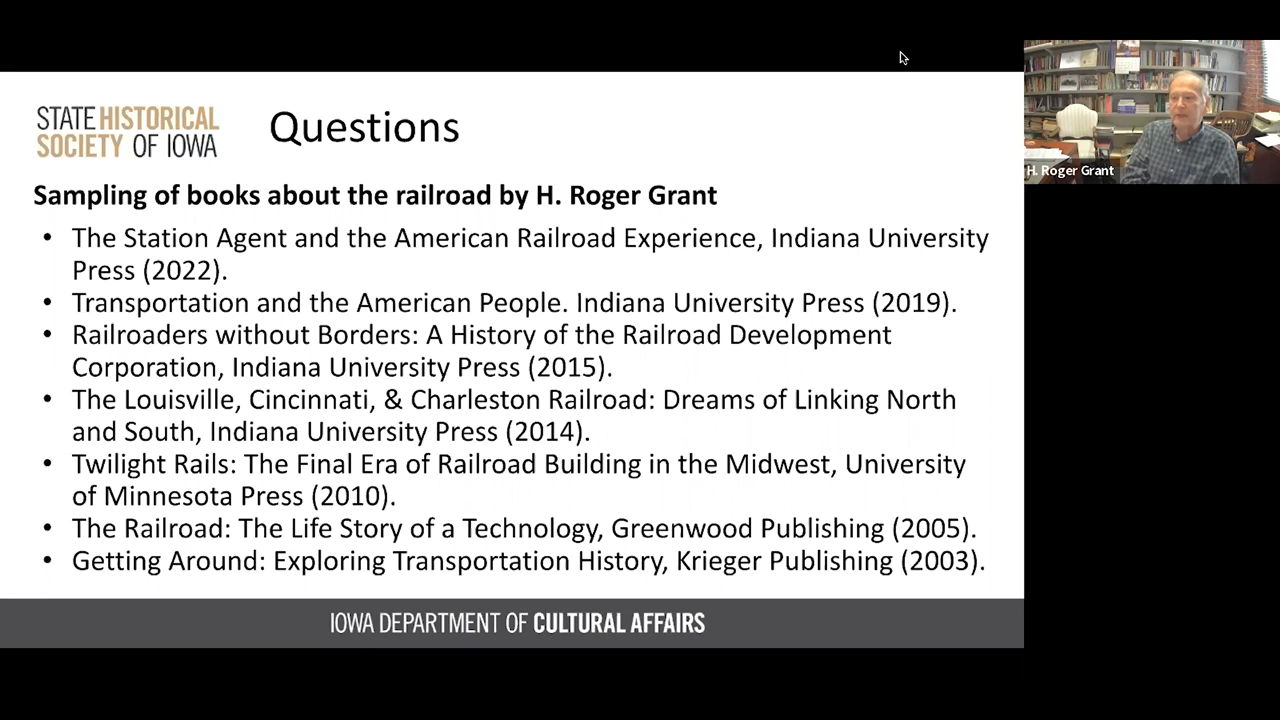 STATE HISTORICAL
SOCIETY OF IOWA
Questions
Sampling of books about the railroad by H. Roger Grant
• The Station Agent and the American Railroad Experience, Indiana University
Press (2022).
• Transportation and the American People. Indiana University Press (2019).
• Railroaders without Borders: A History of the Railroad Development
Corporation, Indiana University Press (2015).
• The Louisville, Cincinnati, & Charleston Railroad: Dreams of Linking North
and South, Indiana University Press (2014).
• Twilight Rails: The Final Era of Railroad Building in the Midwest, University
of Minnesota Press (2010).
• The Railroad: The Life Story of a Technology, Greenwood Publishing (2005).
• Getting Around: Exploring Transportation History, Krieger Publishing (2003).
IOWA DEPARTMENT OF CULTURAL AFFAIRS
H. Roger Grant